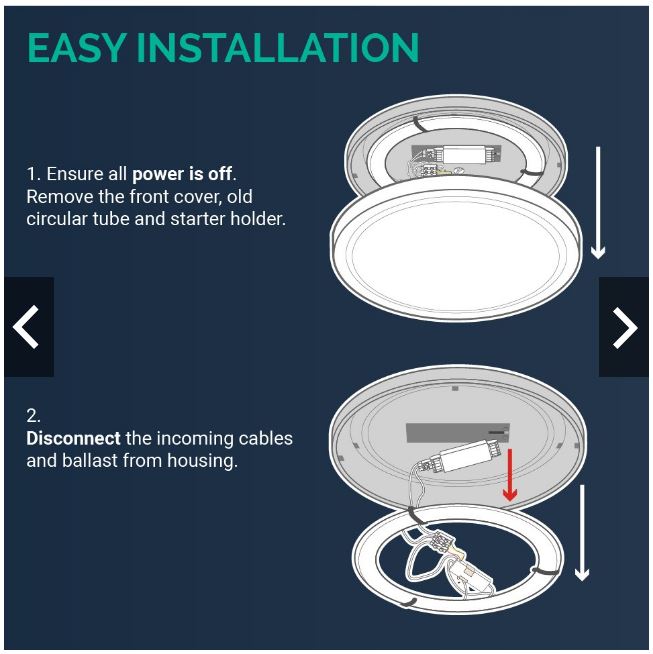 EASY INSTALLATION
1. Ensure all power is off.
Remove the front cover, old
circular tube and starter holder.
2.
Disconnect the incoming cables
and ballast from housing.